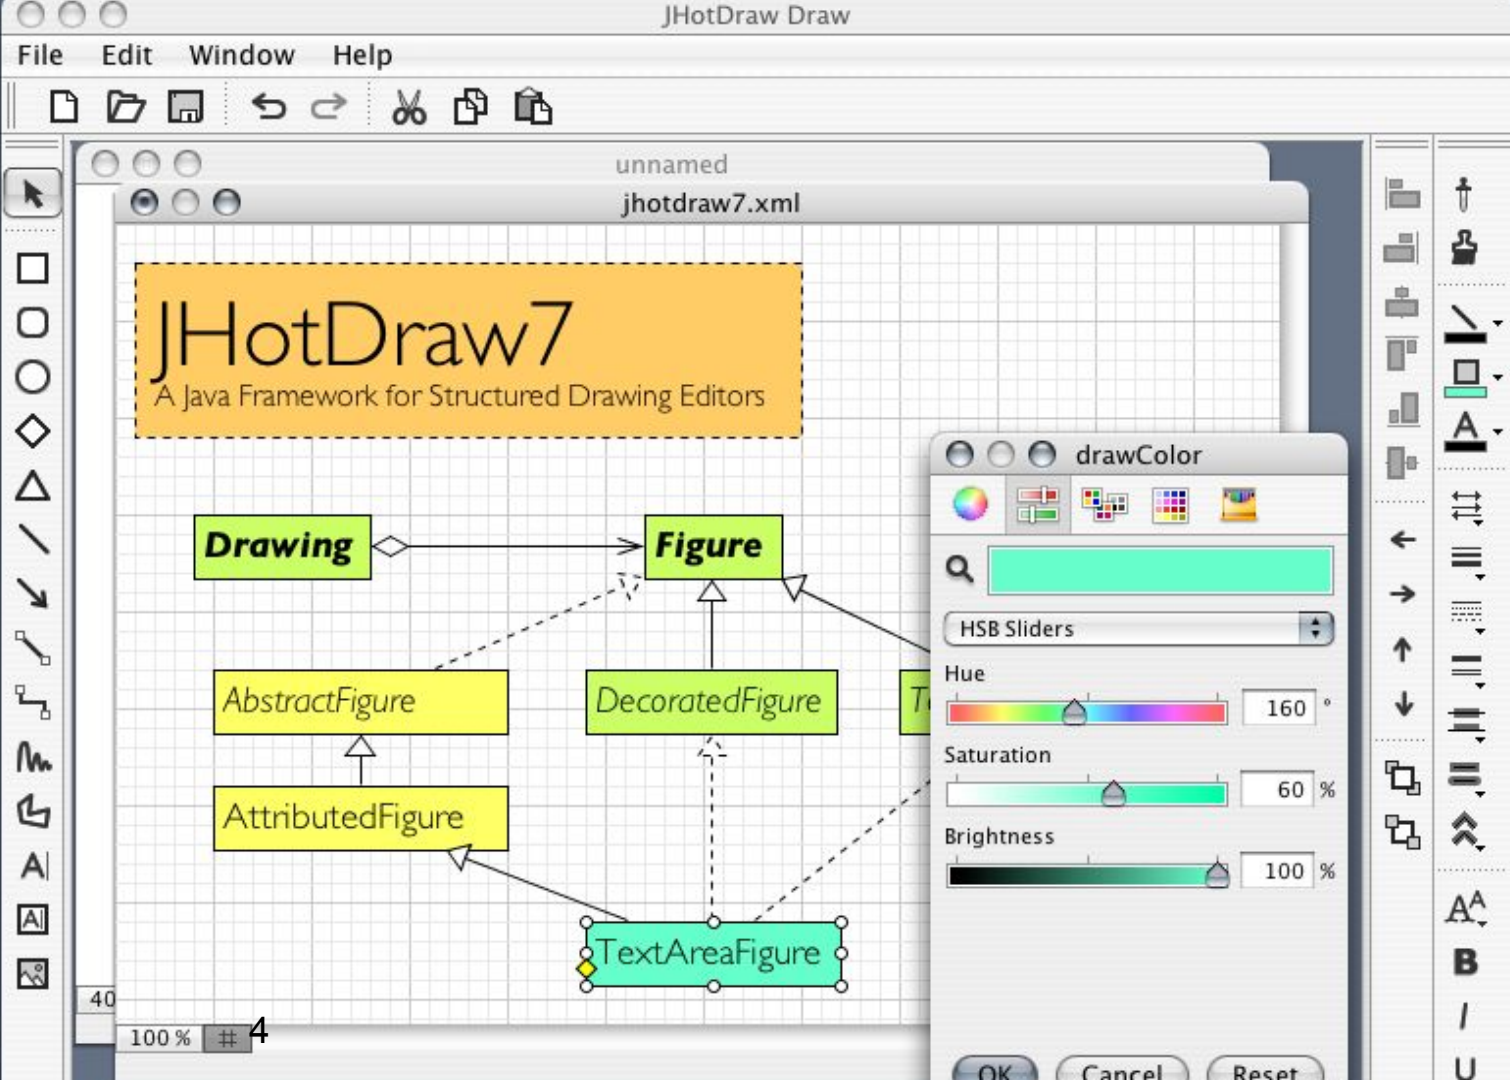 JHotDraw Draw
File Edit Window Help
unnamed
jhotdraw7.xml
JHotDraw7
A Java Framework for Structured Drawing Editors
Drawing
Figure
AbstractFigure
DecoratedFigure
AttributedFigure
TextAreaFigure
40
100 %
4
drawColor
HSB Sliders
Hue
160 °
Saturation
60 %
Brightness
100 %
OK Cancel Reset
A
A
A
AA
B
I
U